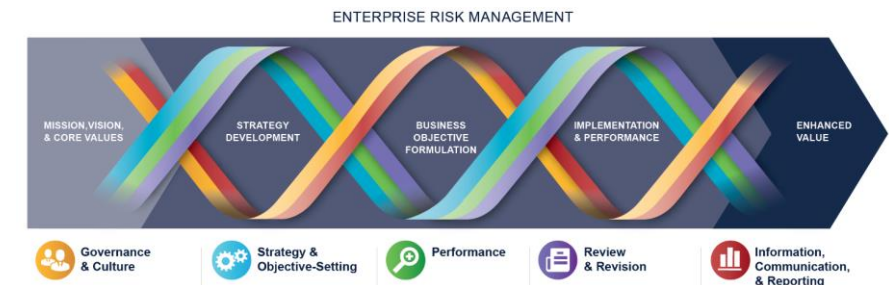 ENTERPRISE RISK MANAGEMENT
MISSION, VISION,
& CORE VALUES
STRATEGY
DEVELOPMENT
BUSINESS
OBJECTIVE
FORMULATION
IMPLEMENTATION
& PERFORMANCE
ENHANCED
VALUE
Governance
& Culture
Strategy &
Objective-Setting
Performance
Review
& Revision
Information,
Communication,
& Reporting